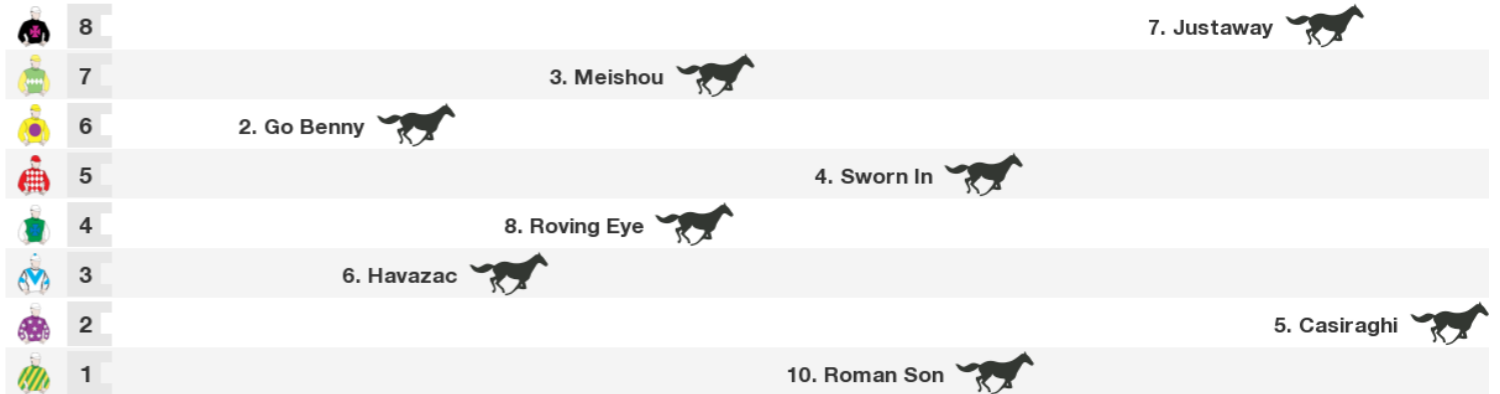 8 7. Justaway
7 3. Meishou
6 2. Go Benny
5 4. Sworn In
4 8. Roving Eye
3 6. Havazac
2 5. Casiraghi
1 10. Roman Son